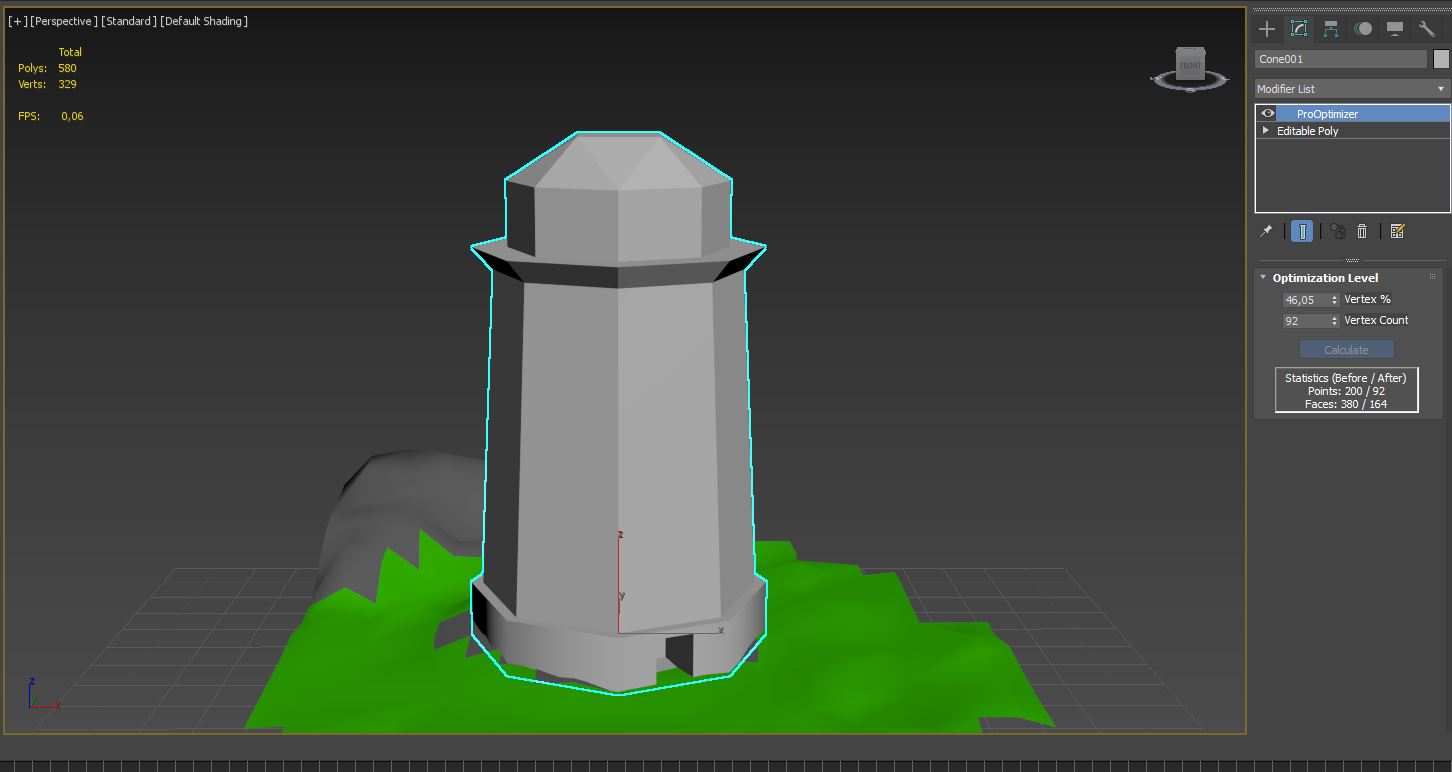 [+] [Perspective] [Standard] [Default Shading]
Total
Polys: 580
Verts: 329
FPS: 0,06
FRONT
z
y
x
z
x
Cone001
Modifier List
ProOptimizer
Editable Poly
Optimization Level
46,05 Vertex %
92 Vertex Count
Calculate
Statistics (Before / After)
Points: 200 / 92
Faces: 380 / 164